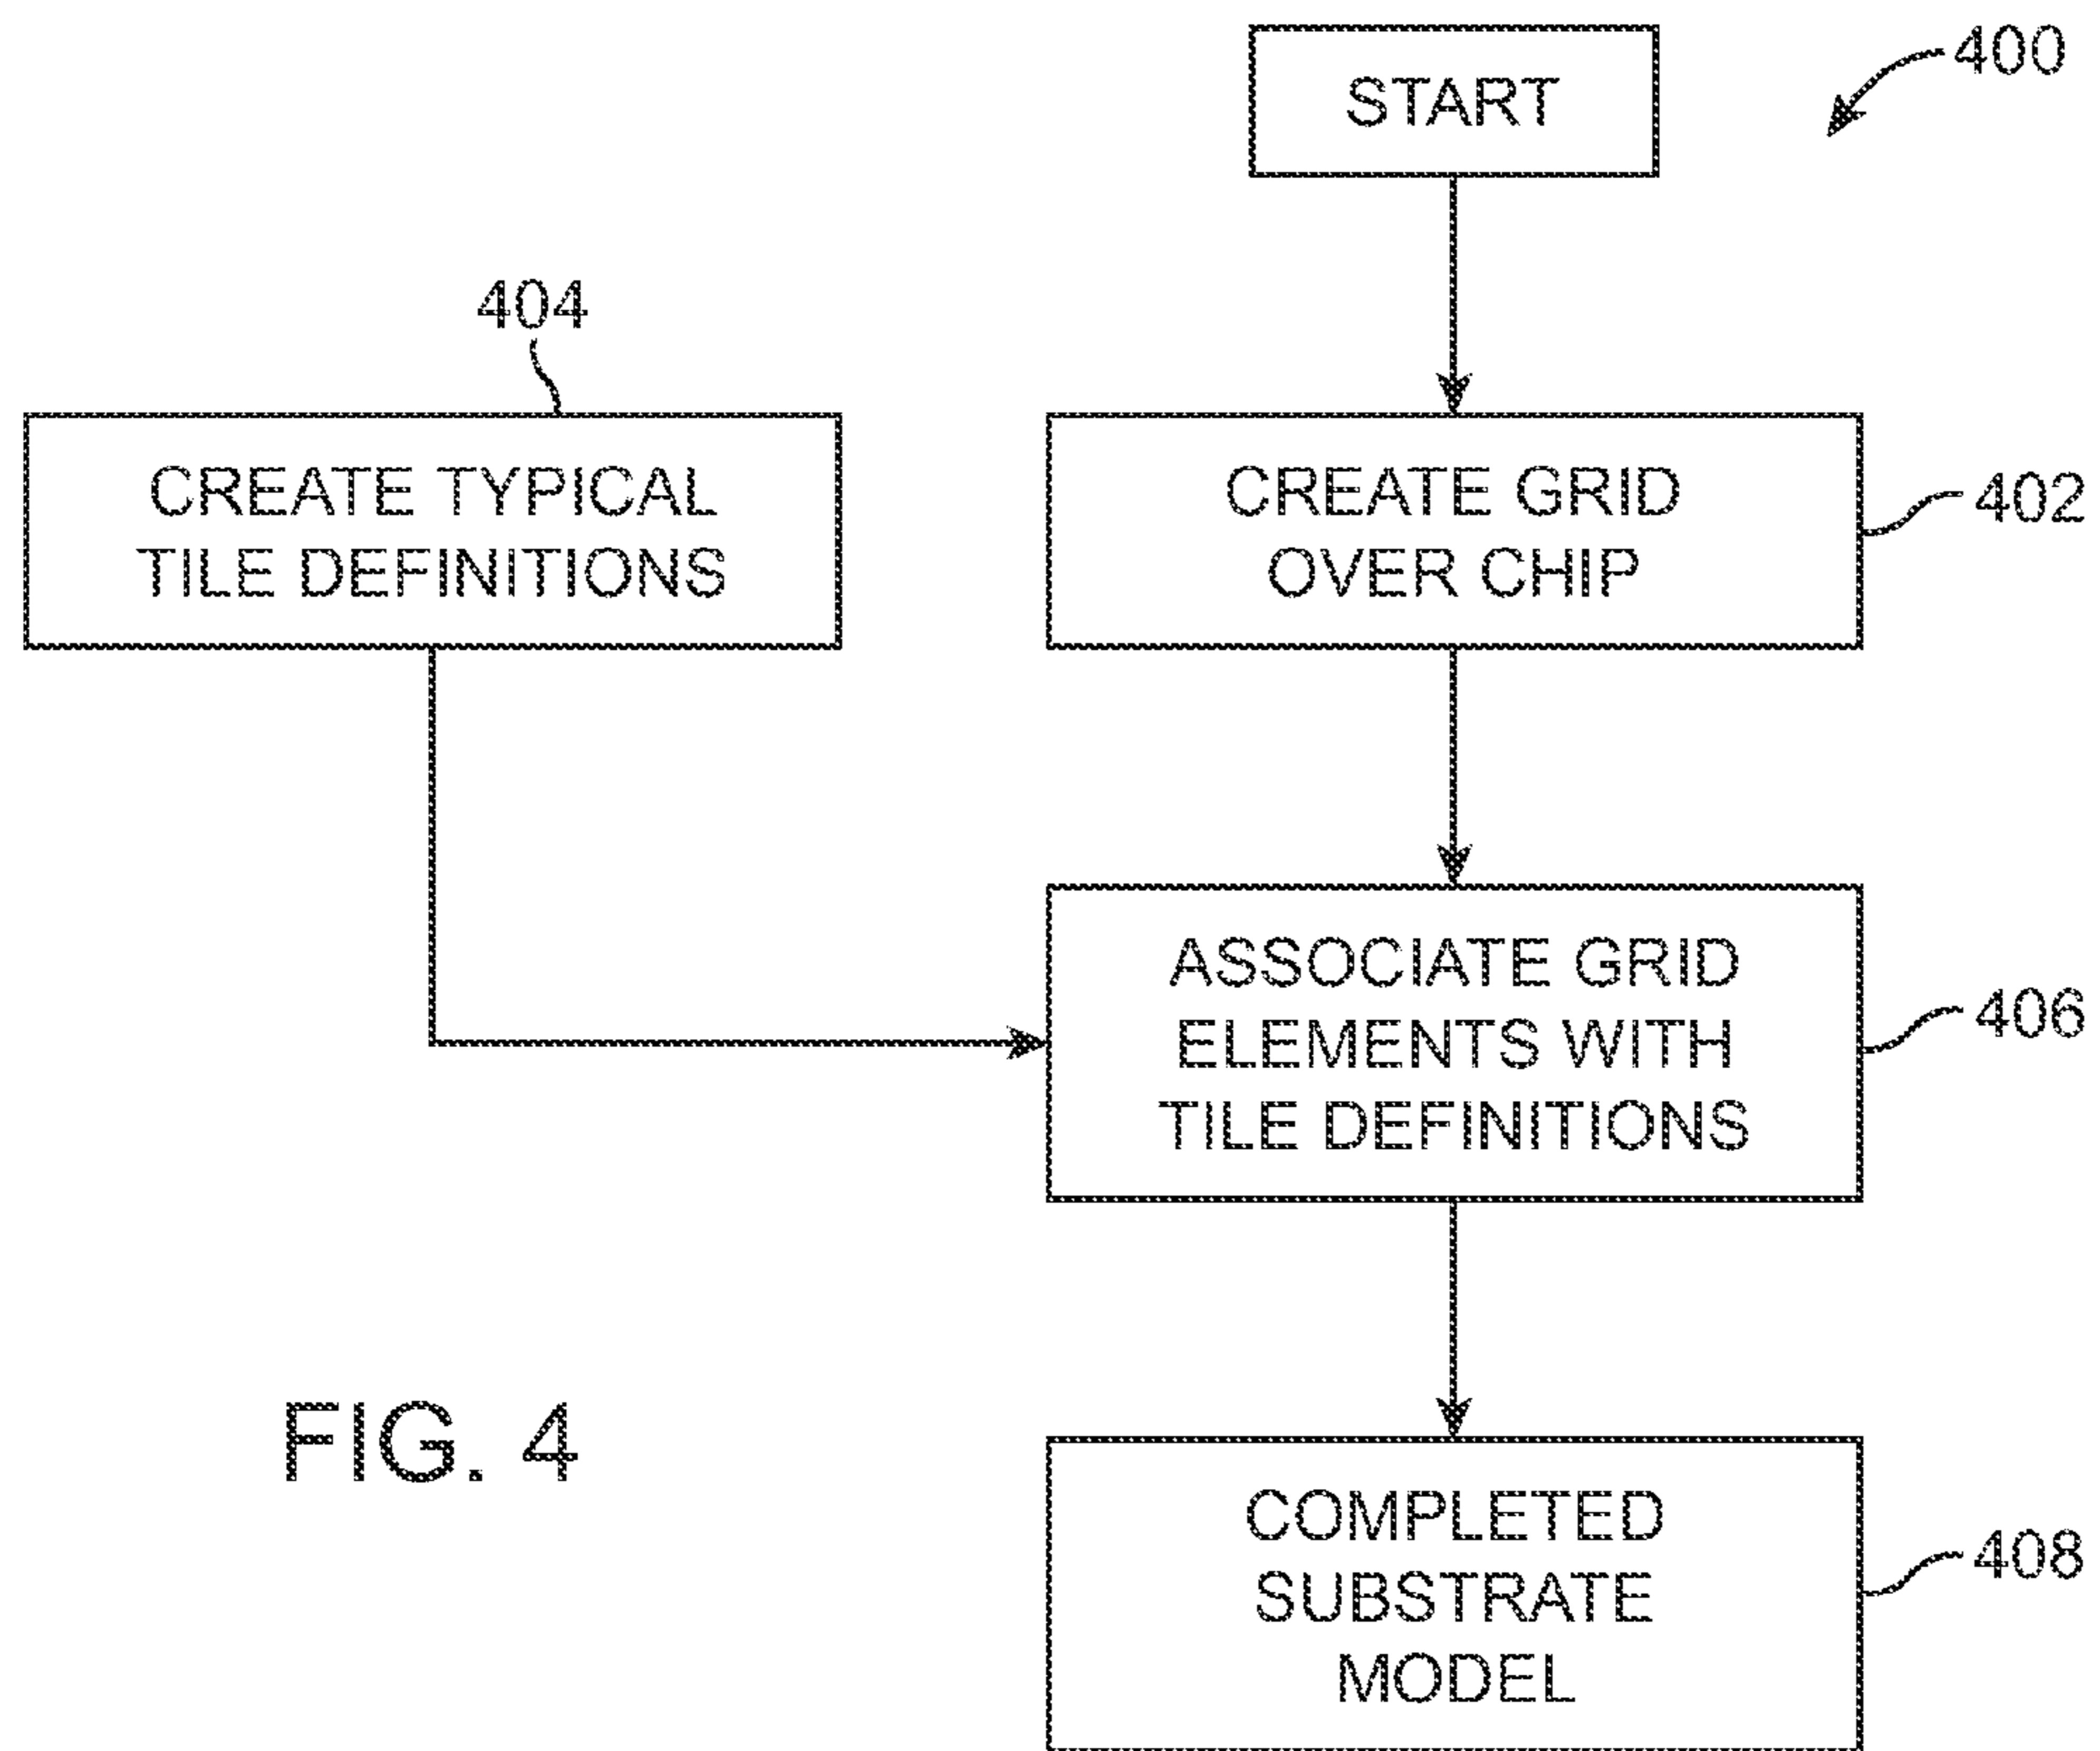 START
400
404
CREATE TYPICAL
TILE DEFINITIONS
CREATE GRID
OVER CHIP
402
ASSOCIATE GRID
ELEMENTS WITH
TILE DEFINITIONS
406
FIG. 4
COMPLETED
SUBSTRATE
MODEL
408